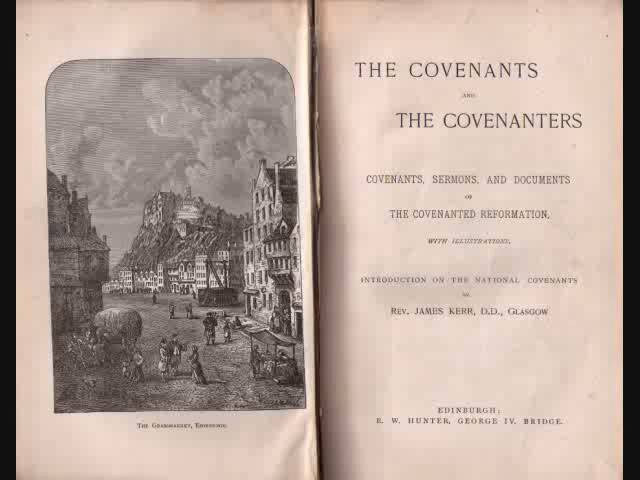 The Grassmarket, Edinburgh.
THE COVENANTS
AND
THE COVENANTERS
COVENANTS, SERMONS, AND DOCUMENTS
OF
THE COVENANTED REFORMATION,
WITH ILLUSTRATIONS,
INTRODUCTION ON THE NATIONAL COVENANTS
BY
REV. JAMES KERR, D.D., GLASGOW
EDINBURGH:
R. W. HUNTER, GEORGE IV. BRIDGE.